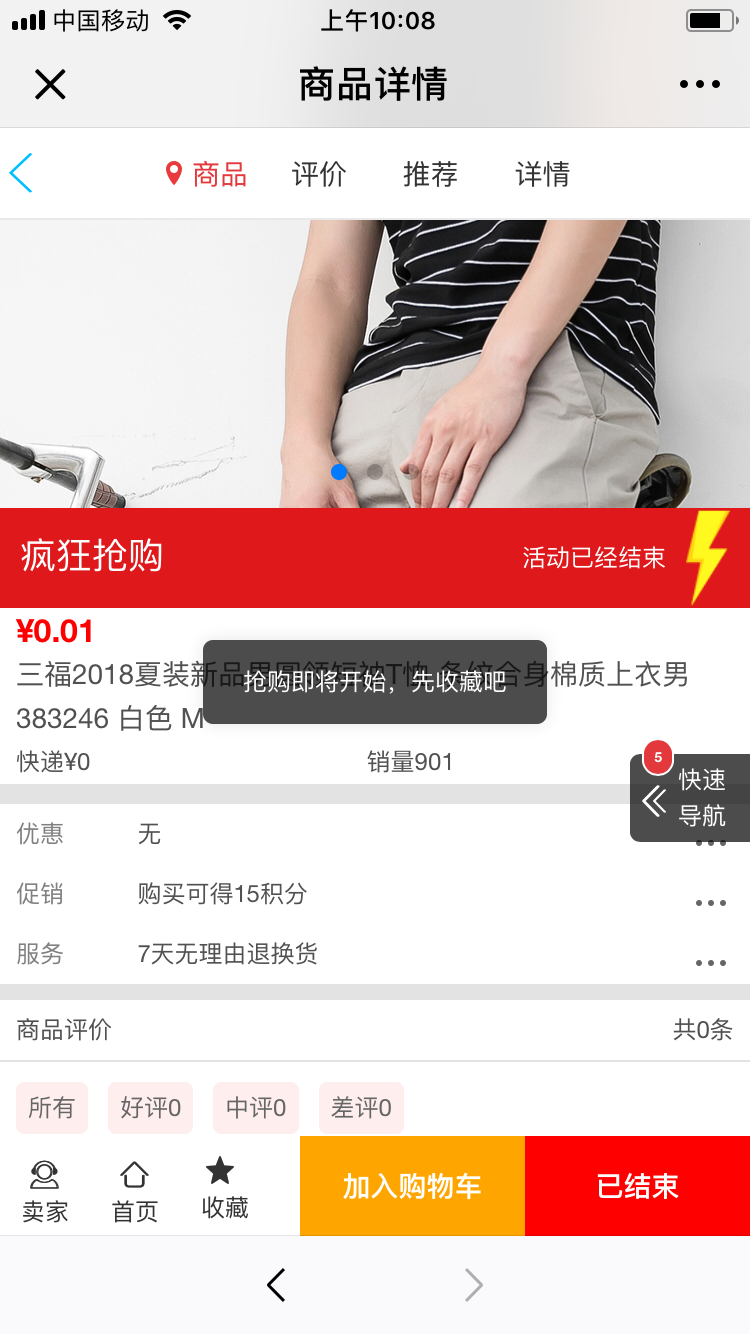 中国移动
上午10:08
商品详情
商品 评价 推荐 详情
疯狂抢购
活动已经结束
¥0.01
三福2018夏装新品男圆领短袖T恤 条纹合身棉质上衣男
383246 白色 M
抢购即将开始，先收藏吧
快递¥0 销量901
5
快速
导航
优惠 无
促销 购买可得15积分
服务 7天无理由退换货
商品评价 共0条
所有 好评0 中评0 差评0
卖家 首页 收藏 加入购物车 已结束